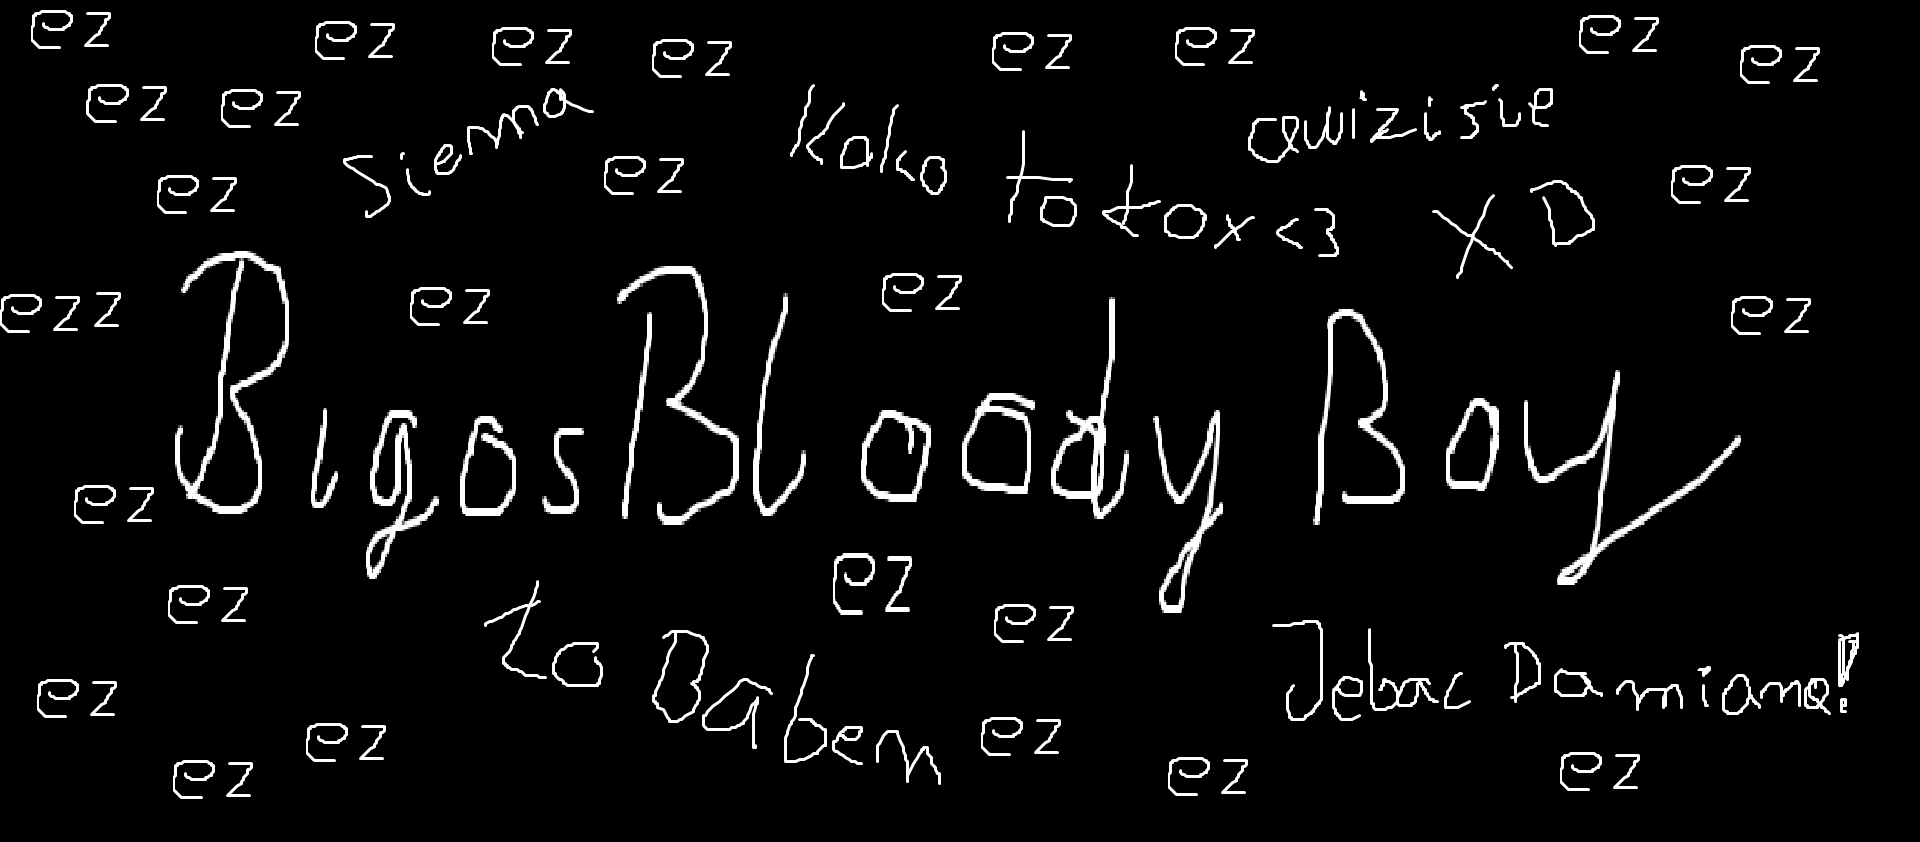 ez ez ez ez ez ez ez ez
ez ez Sienna Kako to tox<3 ez
ez ez XD ez
ezz ez ez ez
BigosBloody Boy
ez
ez ez ez
to Baben Jebac Damiana!
ez ez ez
ez ez ez